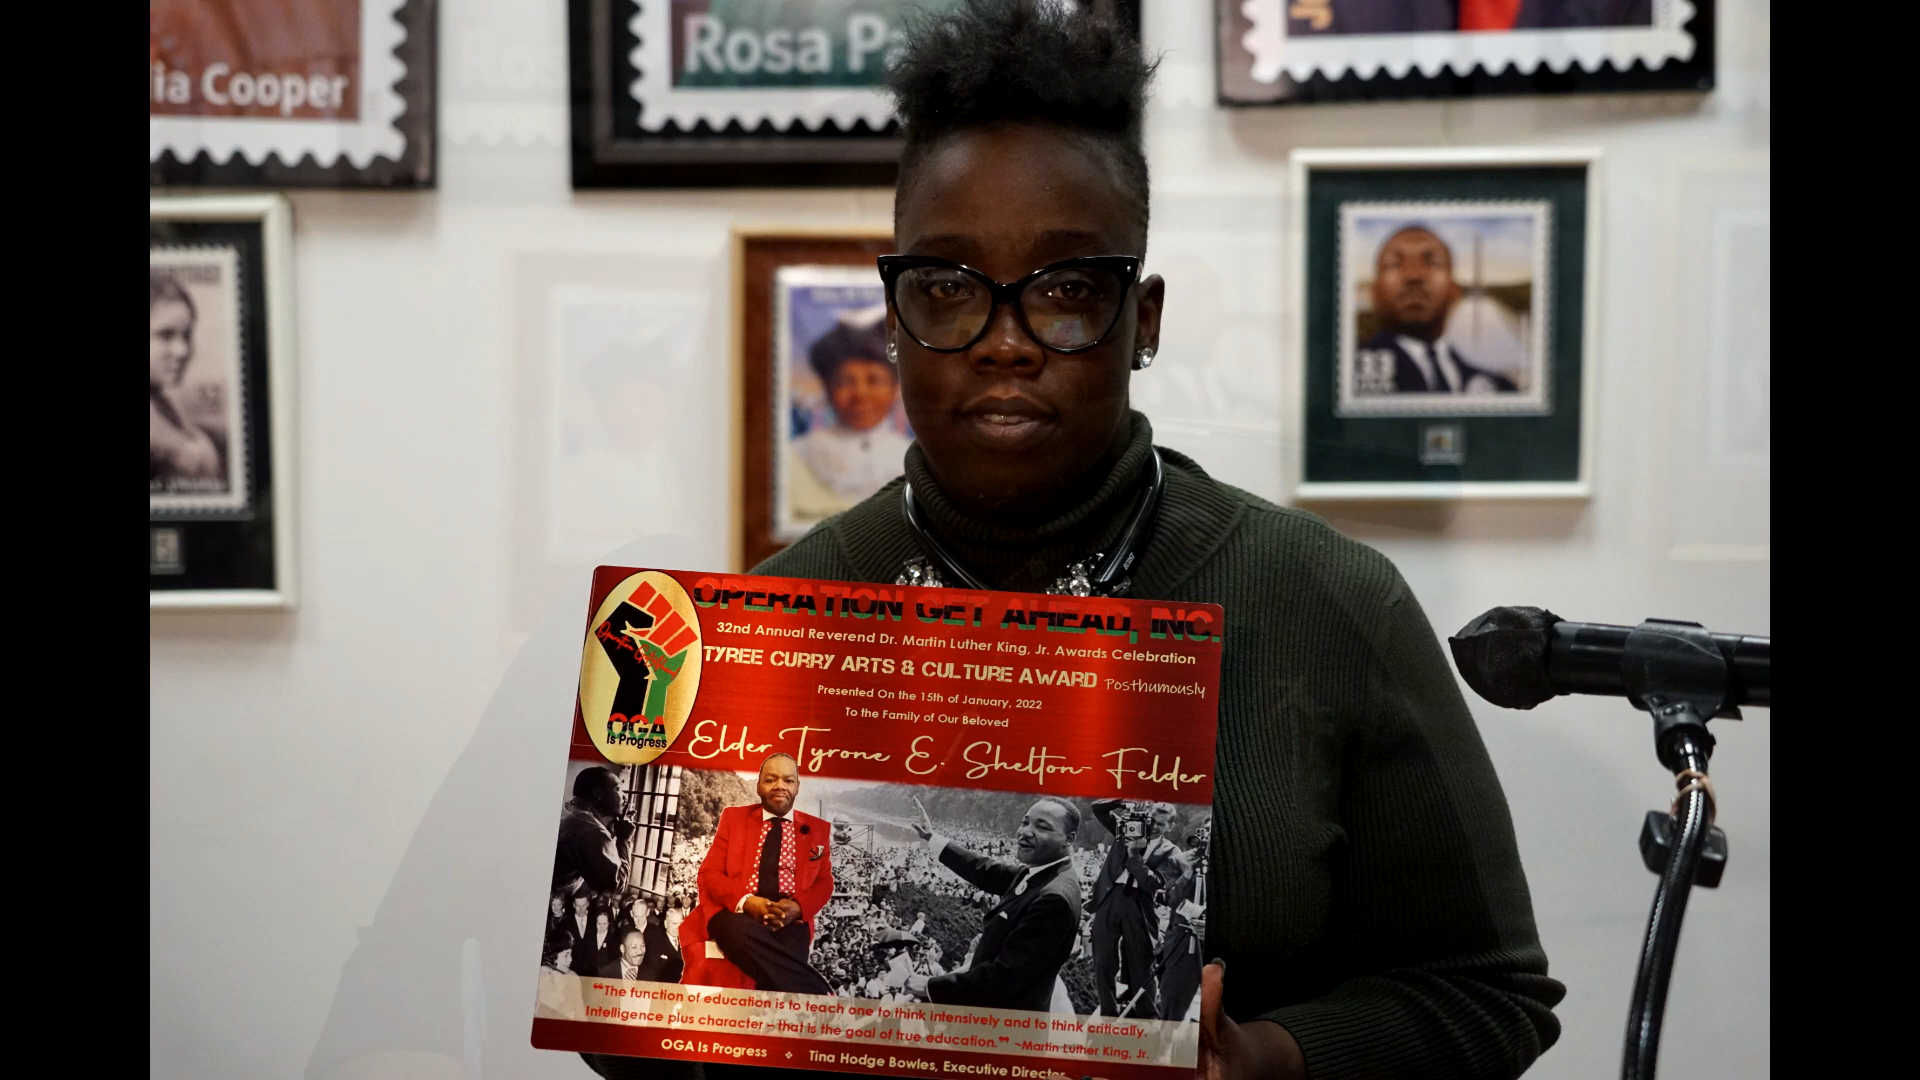 ia Cooper
Rosa Pa
33
OPERATION GET AHEAD, INC.
32nd Annual Reverend Dr. Martin Luther King, Jr. Awards Celebration
TYREE CURRY ARTS & CULTURE AWARD Posthumously
Presented On the 15th of January, 2022
To the Family of Our Beloved
Elder Tyrone E. Shelton-Felder
OGA
Is Progress
❝The function of education is to teach one to think intensively and to think critically.
Intelligence plus character – that is the goal of true education.❞ ~Martin Luther King, Jr.
OGA Is Progress ❖ Tina Hodge Bowles, Executive Director